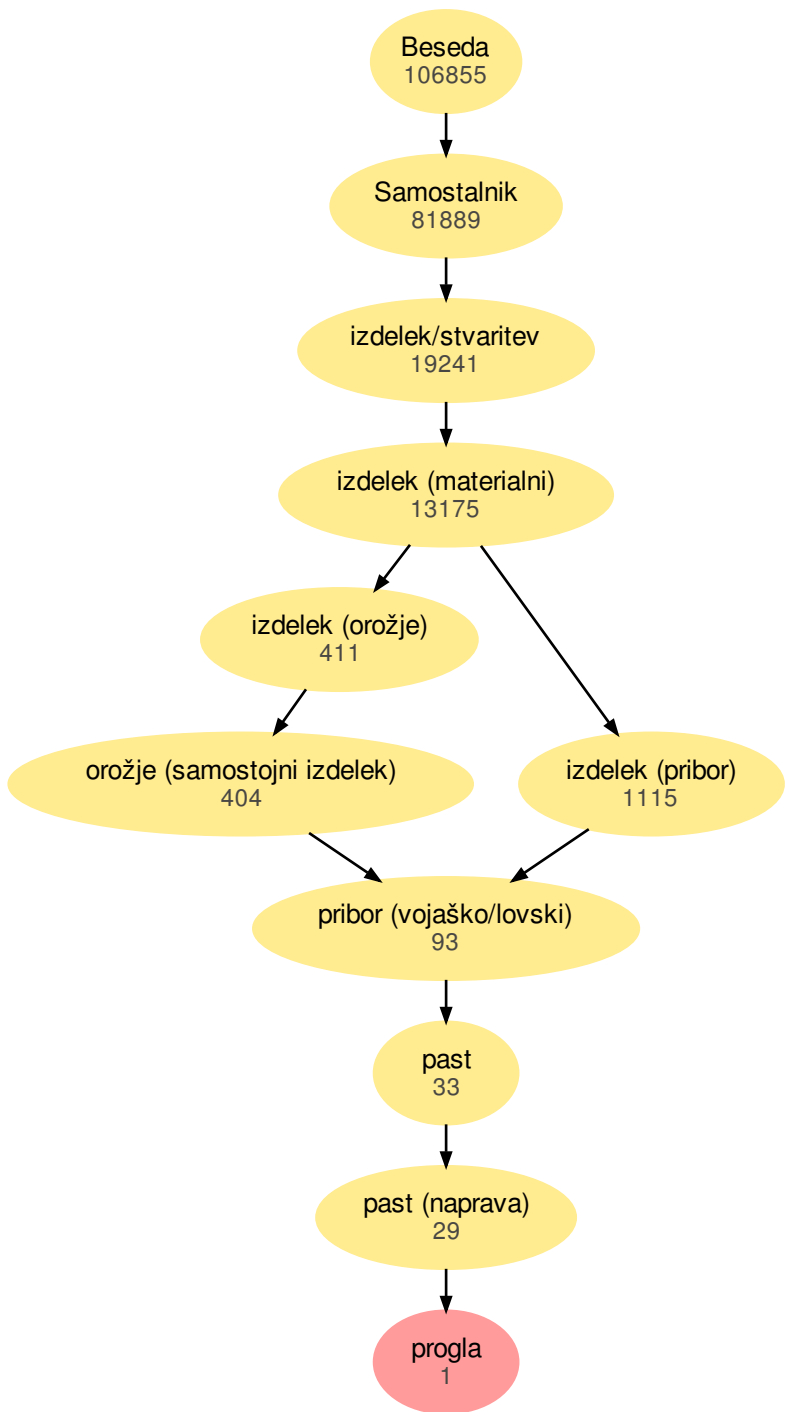 Beseda
106855
Samostalnik
81889
izdelek/stvaritev
19241
izdelek (materialni)
13175
izdelek (orožje)
411
orožje (samostojni izdelek)
404
izdelek (pribor)
1115
pribor (vojaško/lovski)
93
past
33
past (naprava)
29
progla
1